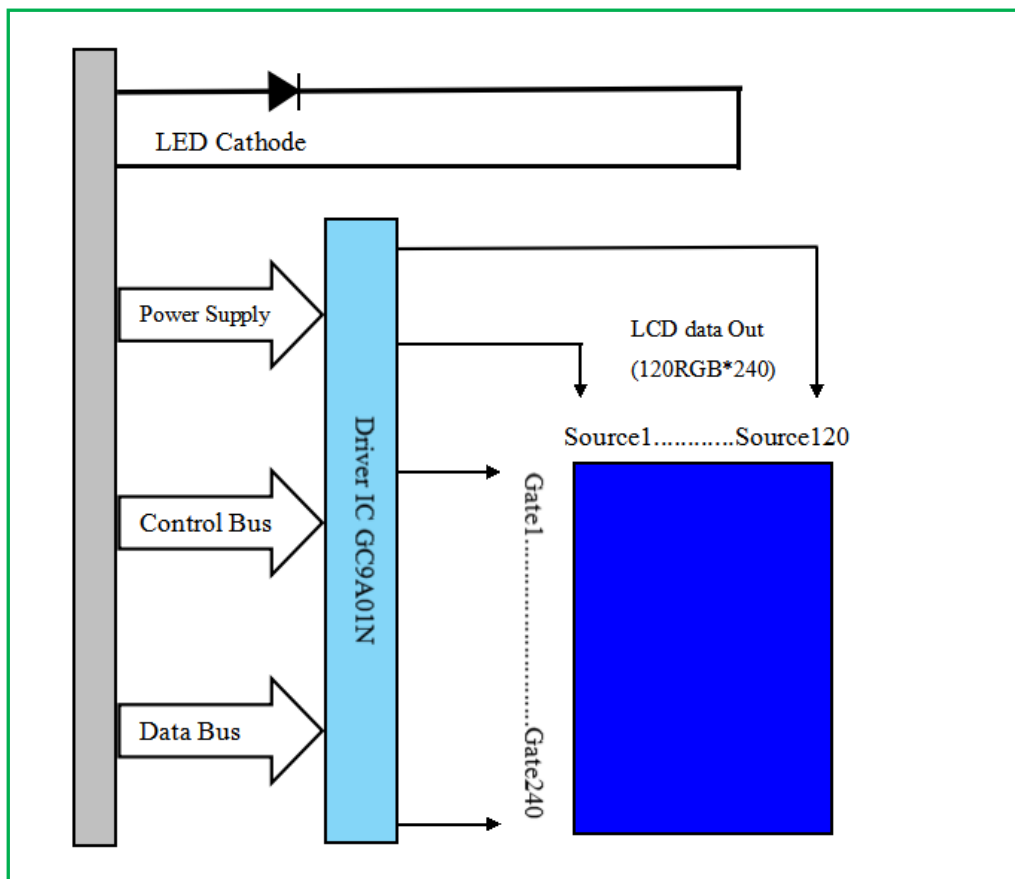 LED Cathode
Power Supply
LCD data Out
(120RGB*240)
Driver IC GC9A01N
Source1............Source120
Gate1..............................Gate240
Control Bus
Data Bus